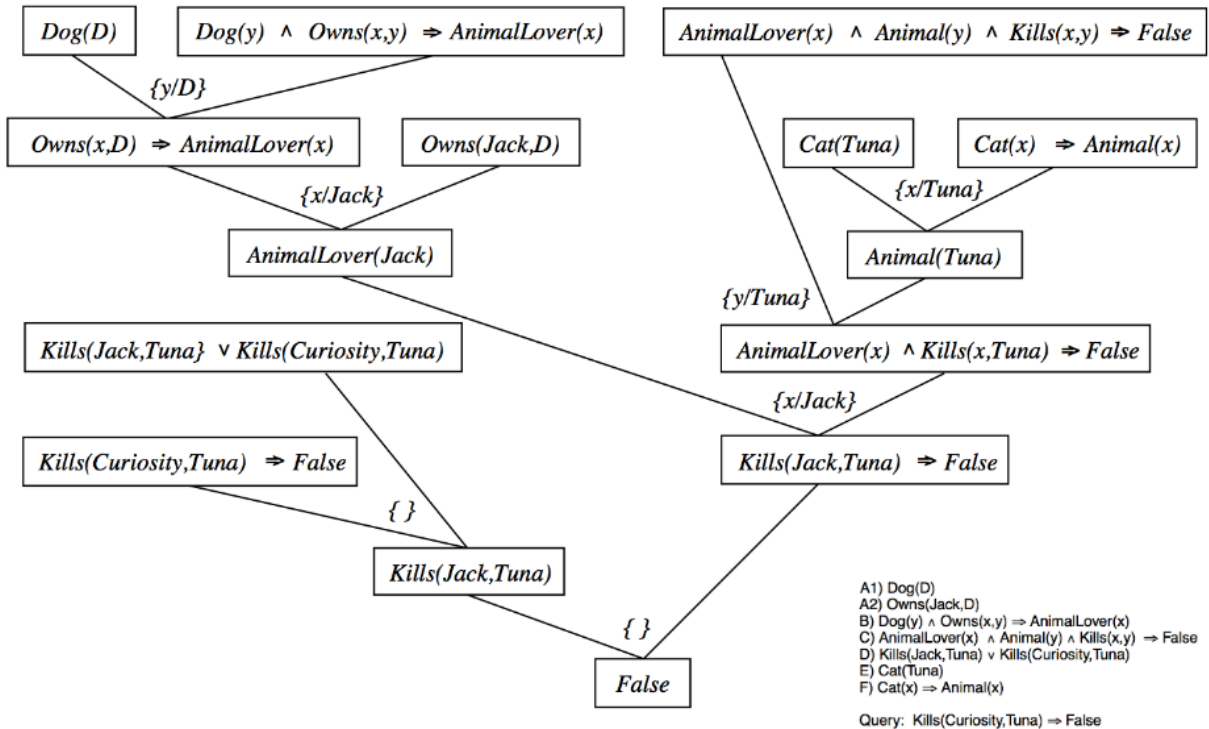 Dog(D)
Dog(y) ∧ Owns(x,y) ⇒ AnimalLover(x)
AnimalLover(x) ∧ Animal(y) ∧ Kills(x,y) ⇒ False
{y/D}
Owns(x,D) ⇒ AnimalLover(x)
Owns(Jack,D)
Cat(Tuna)
Cat(x) ⇒ Animal(x)
{x/Jack}
{x/Tuna}
AnimalLover(Jack)
Animal(Tuna)
{y/Tuna}
Kills(Jack,Tuna} ∨ Kills(Curiosity,Tuna)
AnimalLover(x) ∧ Kills(x,Tuna) ⇒ False
{x/Jack}
Kills(Curiosity,Tuna) ⇒ False
Kills(Jack,Tuna) ⇒ False
{ }
Kills(Jack,Tuna)
{ }
False
A1) Dog(D)
A2) Owns(Jack,D)
B) Dog(y) ∧ Owns(x,y) ⇒ AnimalLover(x)
C) AnimalLover(x) ∧ Animal(y) ∧ Kills(x,y) ⇒ False
D) Kills(Jack,Tuna) ∨ Kills(Curiosity,Tuna)
E) Cat(Tuna)
F) Cat(x) ⇒ Animal(x)
Query: Kills(Curiosity,Tuna) ⇒ False